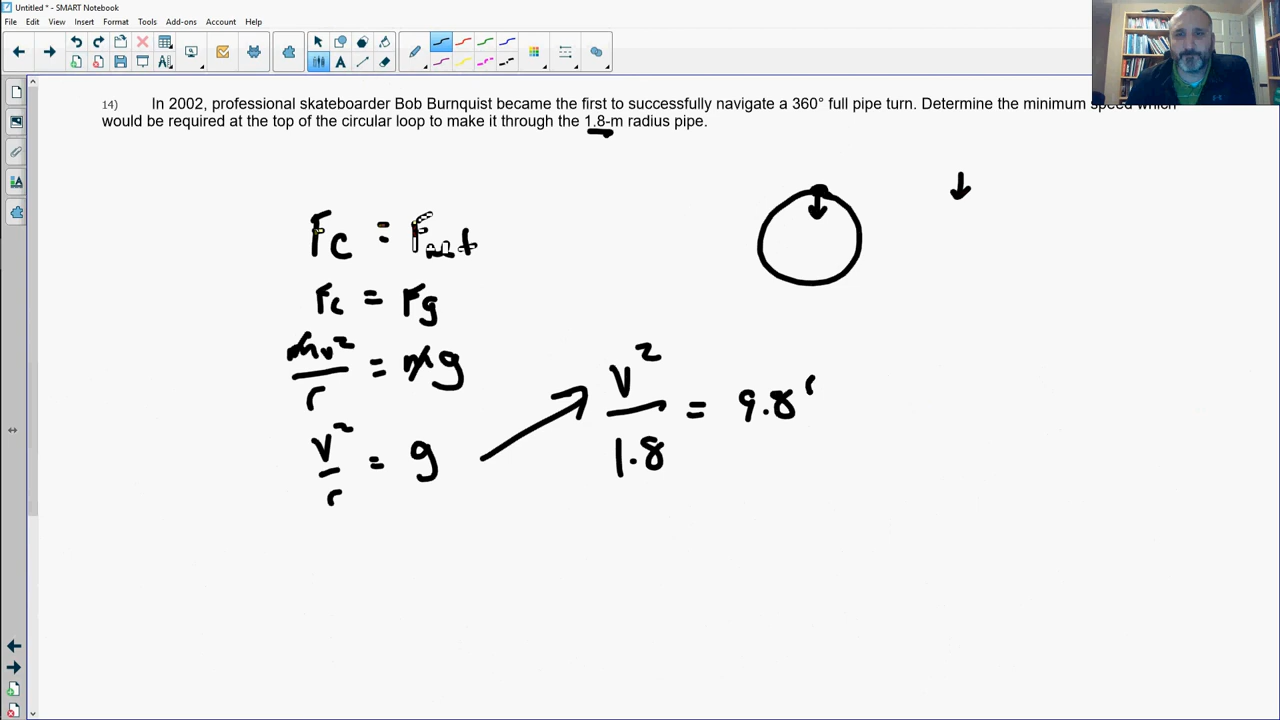 Untitled * - SMART Notebook
File Edit View Insert Format Tools Add-ons Account Help
14) In 2002, professional skateboarder Bob Burnquist became the first to successfully navigate a 360° full pipe turn. Determine the minimum speed which
would be required at the top of the circular loop to make it through the 1.8-m radius pipe.
Fc = Fnet
Fc = Fg
mv²/r = mg
v²/r = g
v²/1.8 = 9.8